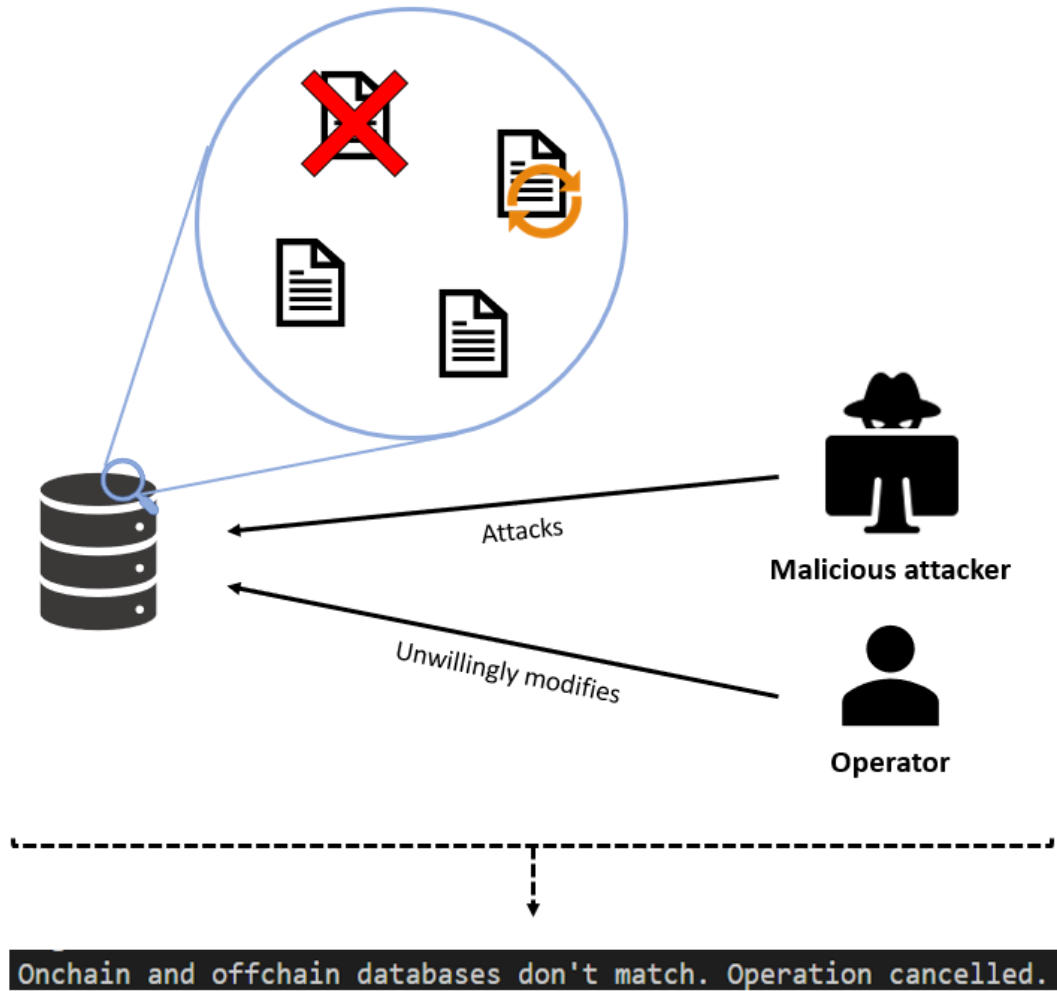 Attacks
Malicious attacker
Unwillingly modifies
Operator
Onchain and offchain databases don't match. Operation cancelled.